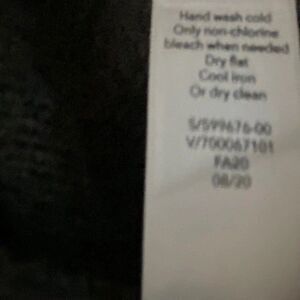 Hand wash cold
Only non-chlorine
bleach when needed
Dry flat
Cool iron
Or dry clean
S/599676-00
V/700067101
FA20
08/20